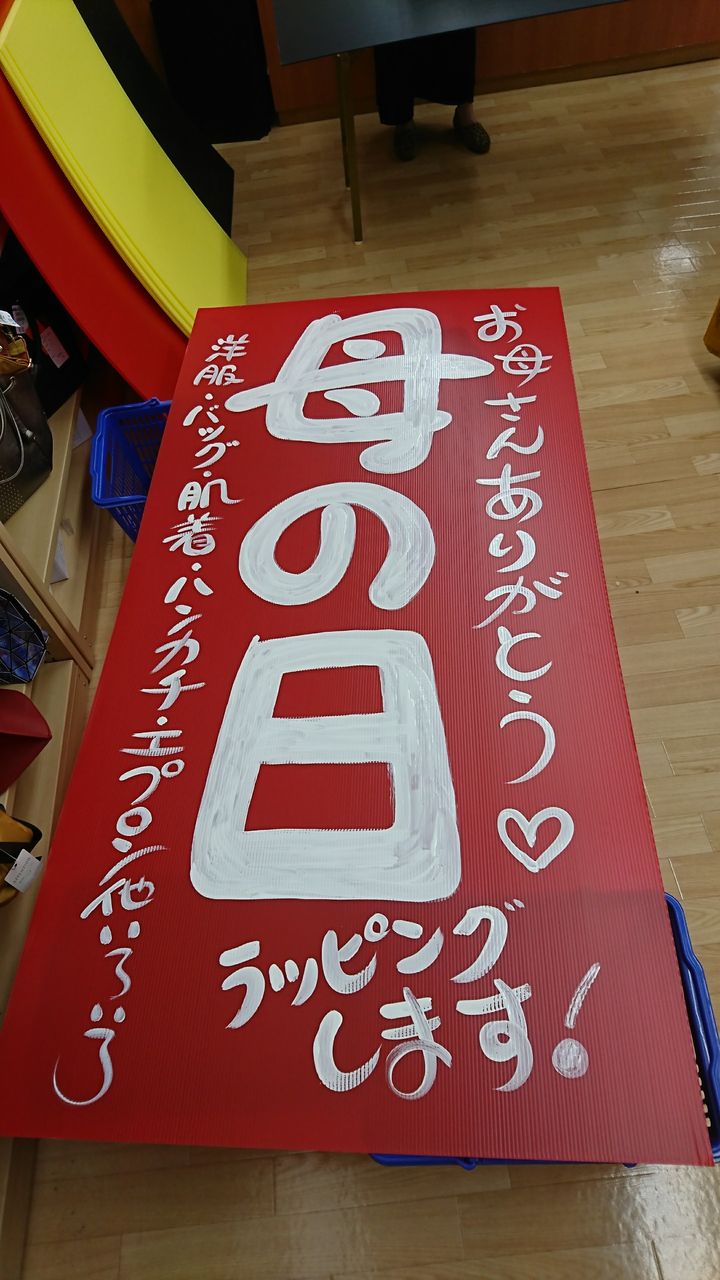 お母さんありがとう♡
母の日
洋服・バッグ・肌着・ハンカチ・エプロン他いろいろ
ラッピング
します!